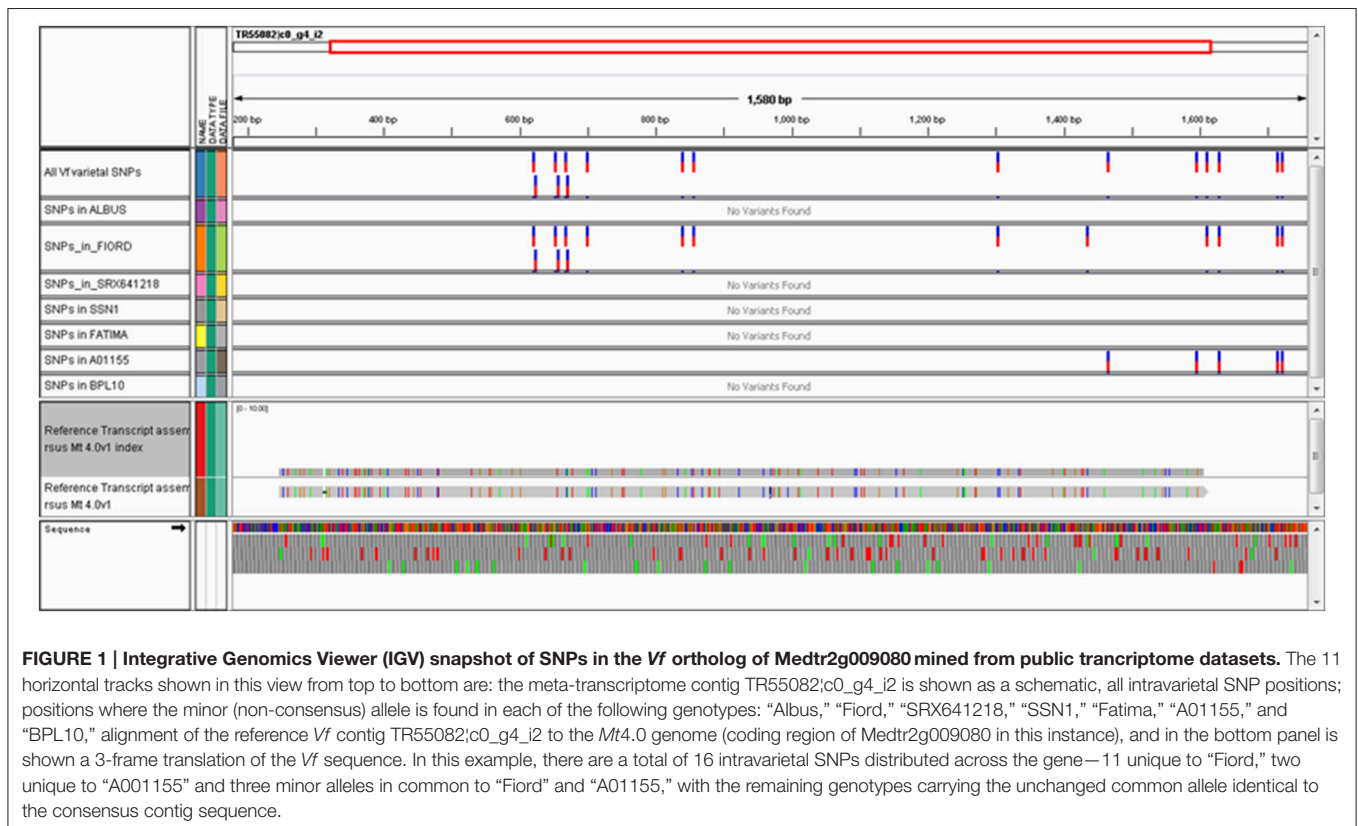 TR55082|c0_g4_i2
NAME
DATA TYPE
DATA FILE
1,580 bp
200 bp 400 bp 600 bp 800 bp 1,000 bp 1,200 bp 1,400 bp 1,600 bp
All Vf varietal SNPs
SNPs in ALBUS No Variants Found
SNPs_in_FIORD
SNPs_in_SRX641218 No Variants Found
SNPs in SSN1 No Variants Found
SNPs in FATIMA No Variants Found
SNPs in A01155
SNPs in BPL10 No Variants Found
[0 - 10.00]
Reference Transcript assem
rsus Mt 4.0v1 index
Reference Transcript assem
rsus Mt 4.0v1
Sequence
FIGURE 1 | Integrative Genomics Viewer (IGV) snapshot of SNPs in the Vf ortholog of Medtr2g009080 mined from public trancriptome datasets. The 11
horizontal tracks shown in this view from top to bottom are: the meta-transcriptome contig TR55082¦c0_g4_i2 is shown as a schematic, all intravarietal SNP positions;
positions where the minor (non-consensus) allele is found in each of the following genotypes: “Albus,” “Fiord,” “SRX641218,” “SSN1,” “Fatima,” “A01155,” and
“BPL10,” alignment of the reference Vf contig TR55082¦c0_g4_i2 to the Mt4.0 genome (coding region of Medtr2g009080 in this instance), and in the bottom panel is
shown a 3-frame translation of the Vf sequence. In this example, there are a total of 16 intravarietal SNPs distributed across the gene—11 unique to “Fiord,” two
unique to “A001155” and three minor alleles in common to “Fiord” and “A01155,” with the remaining genotypes carrying the unchanged common allele identical to
the consensus contig sequence.